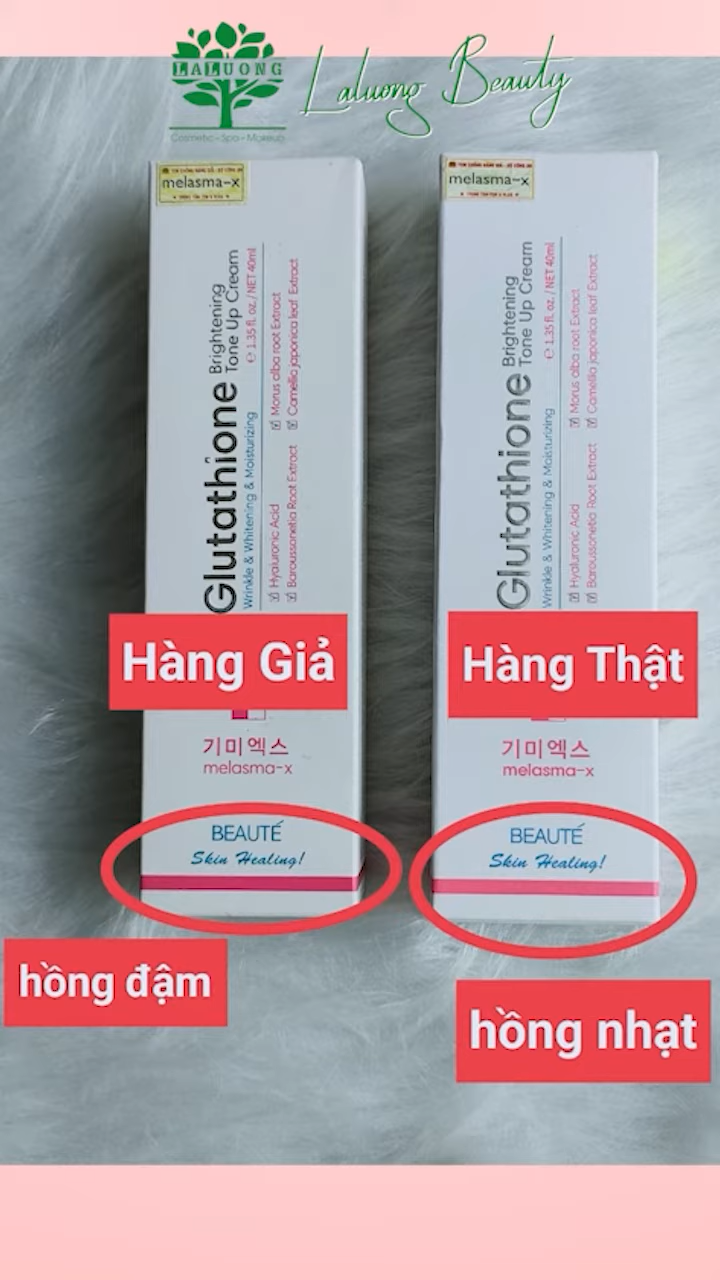 LALUONG
Cosmetic - Spa - Makeup
Laluong Beauty
melasma-x
Glutathione
Brightening
Tone Up Cream
Wrinkle & Whitening & Moisturizing
℮ 1.35 fl. oz. / NET 40ml
Hyaluronic Acid
Morus alba root Extract
Baroussonetia Root Extract
Camellia japonica leaf Extract
Hàng Giả
기미엑스
melasma-x
BEAUTÉ
Skin Healing!
hồng đậm
melasma-x
Glutathione
Brightening
Tone Up Cream
Wrinkle & Whitening & Moisturizing
℮ 1.35 fl. oz. / NET 40ml
Hyaluronic Acid
Morus alba root Extract
Baroussonetia Root Extract
Camellia japonica leaf Extract
Hàng Thật
기미엑스
melasma-x
BEAUTÉ
Skin Healing!
hồng nhạt